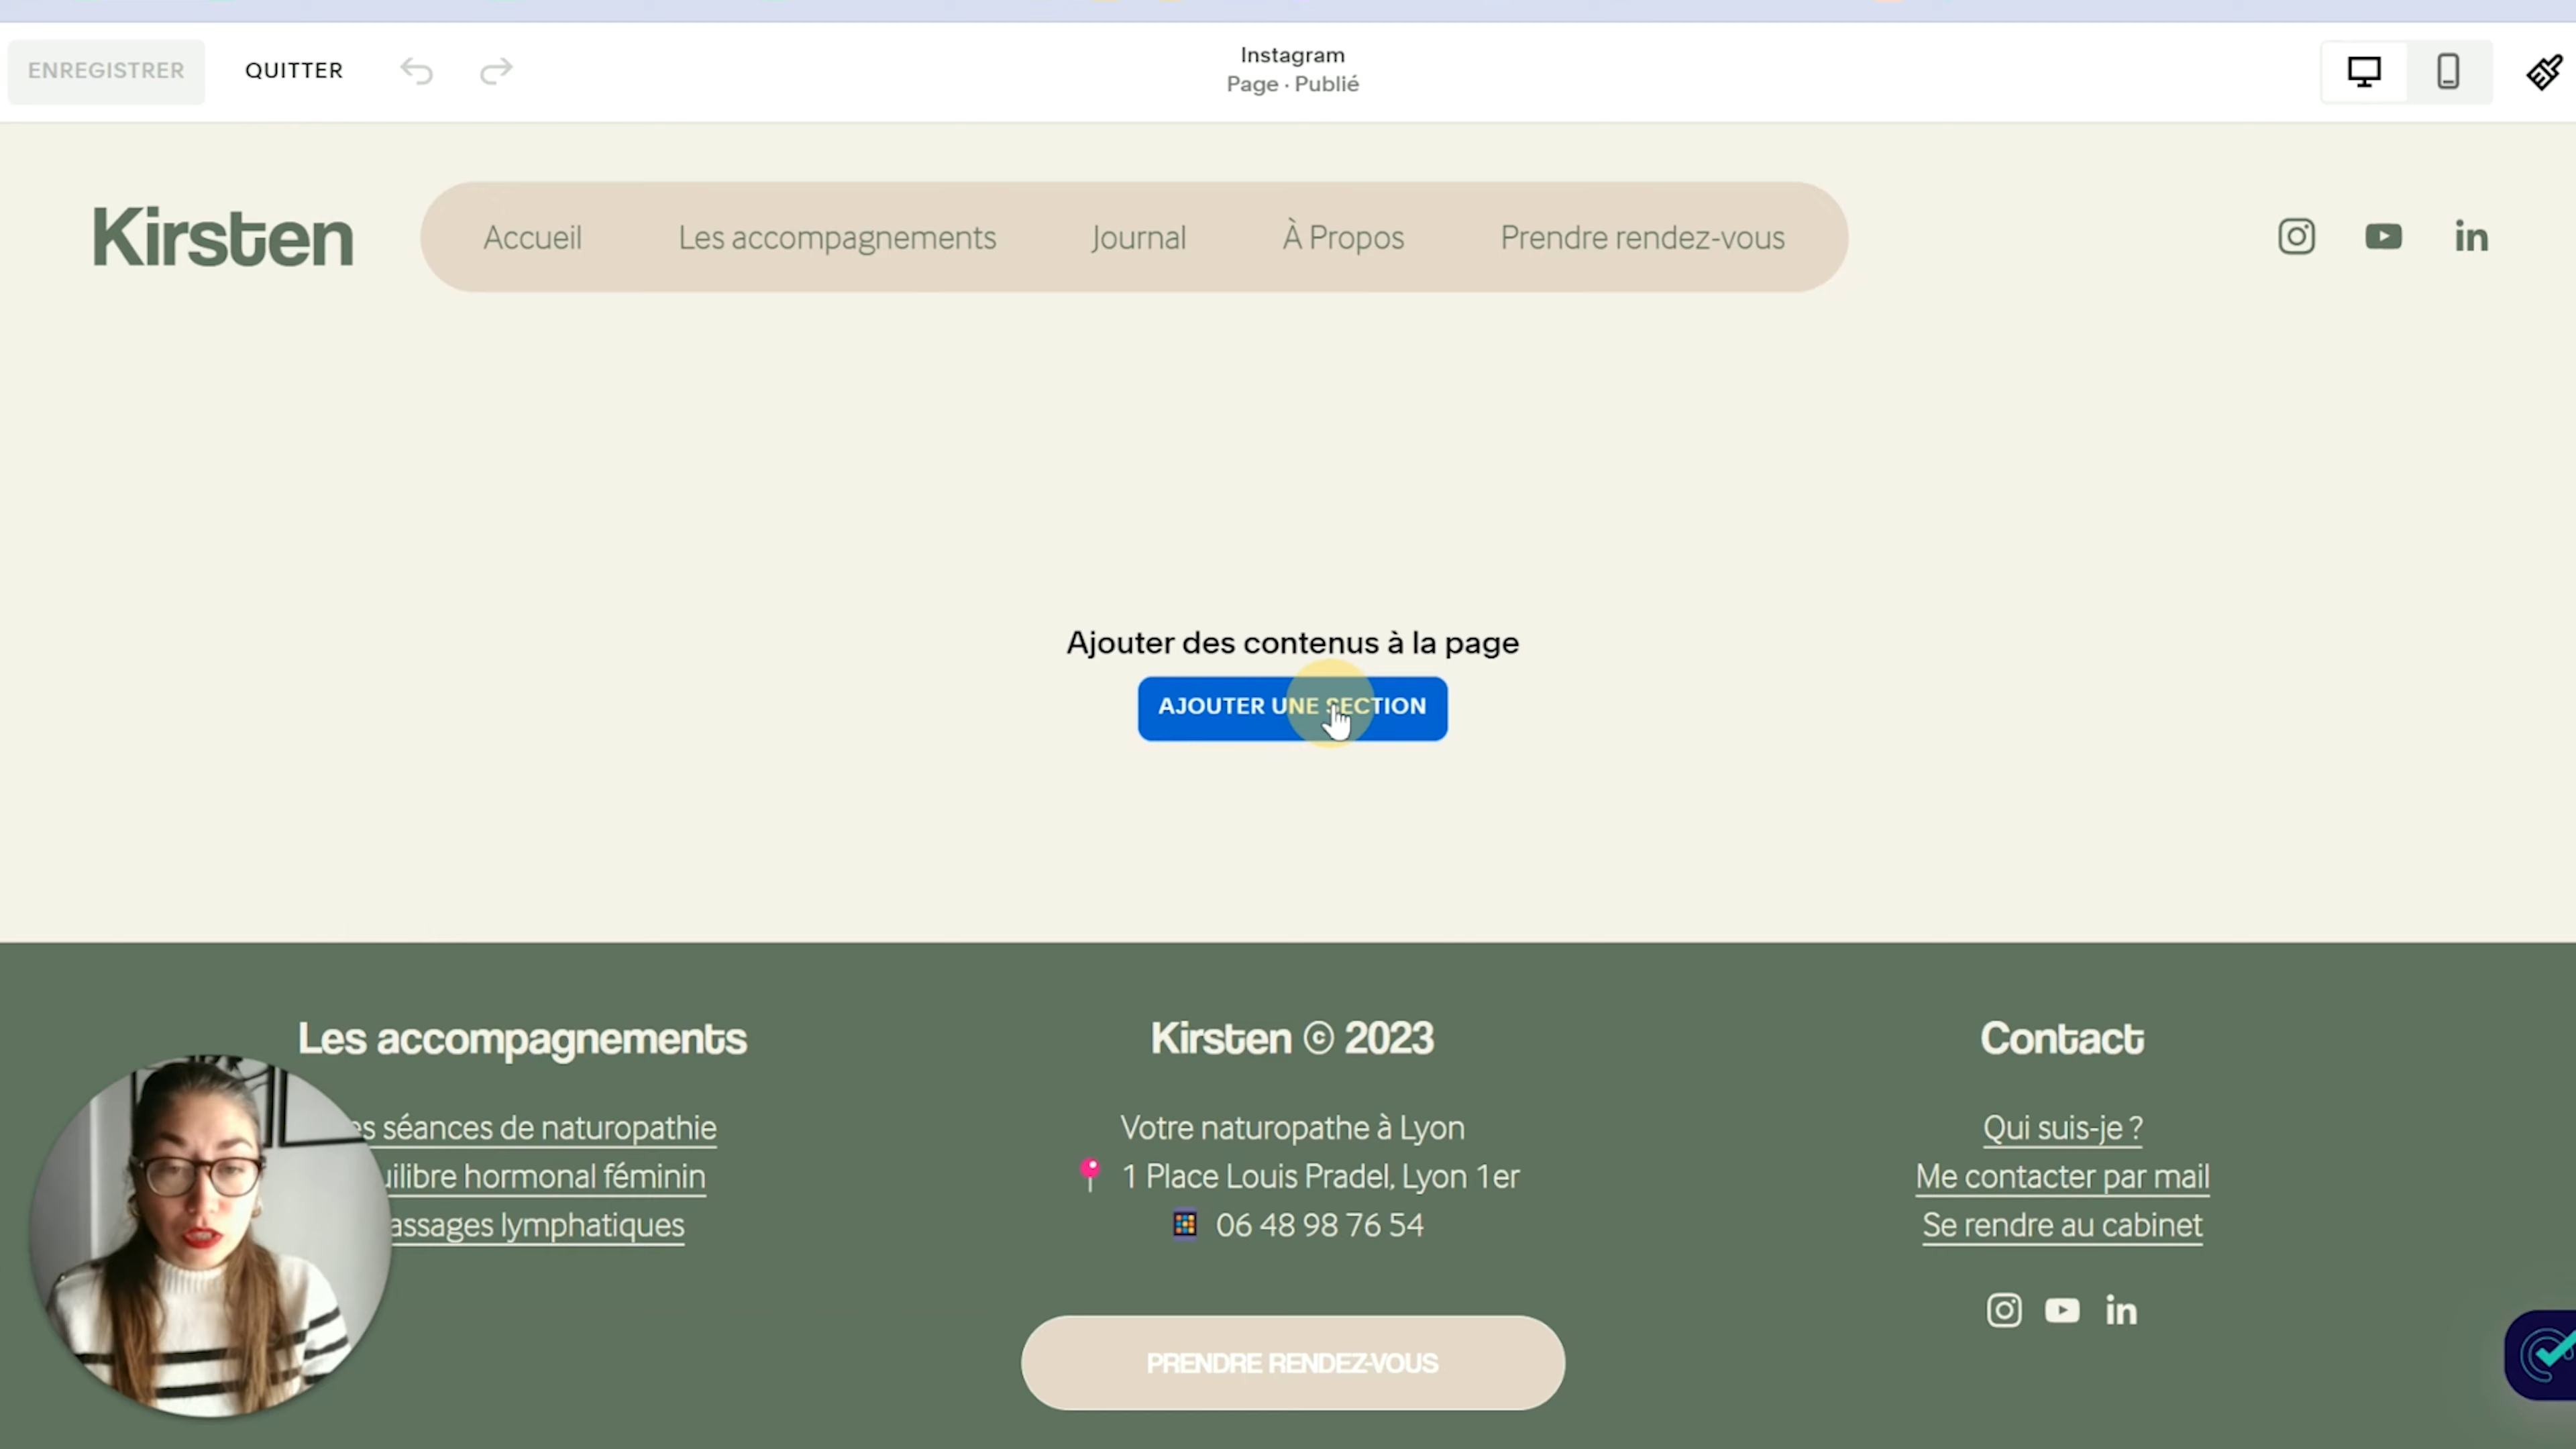 ENREGISTRER
QUITTER
Instagram
Page · Publié
Kirsten
Accueil
Les accompagnements
Journal
À Propos
Prendre rendez-vous
Ajouter des contenus à la page
AJOUTER UNE SECTION
Les accompagnements
séances de naturopathie
hormonal féminin
lymphatiques
Kirsten © 2023
Votre naturopathe à Lyon
1 Place Louis Pradel, Lyon 1er
06 48 98 76 54
PRENDRE RENDEZ-VOUS
Contact
Qui suis-je ?
Me contacter par mail
Se rendre au cabinet